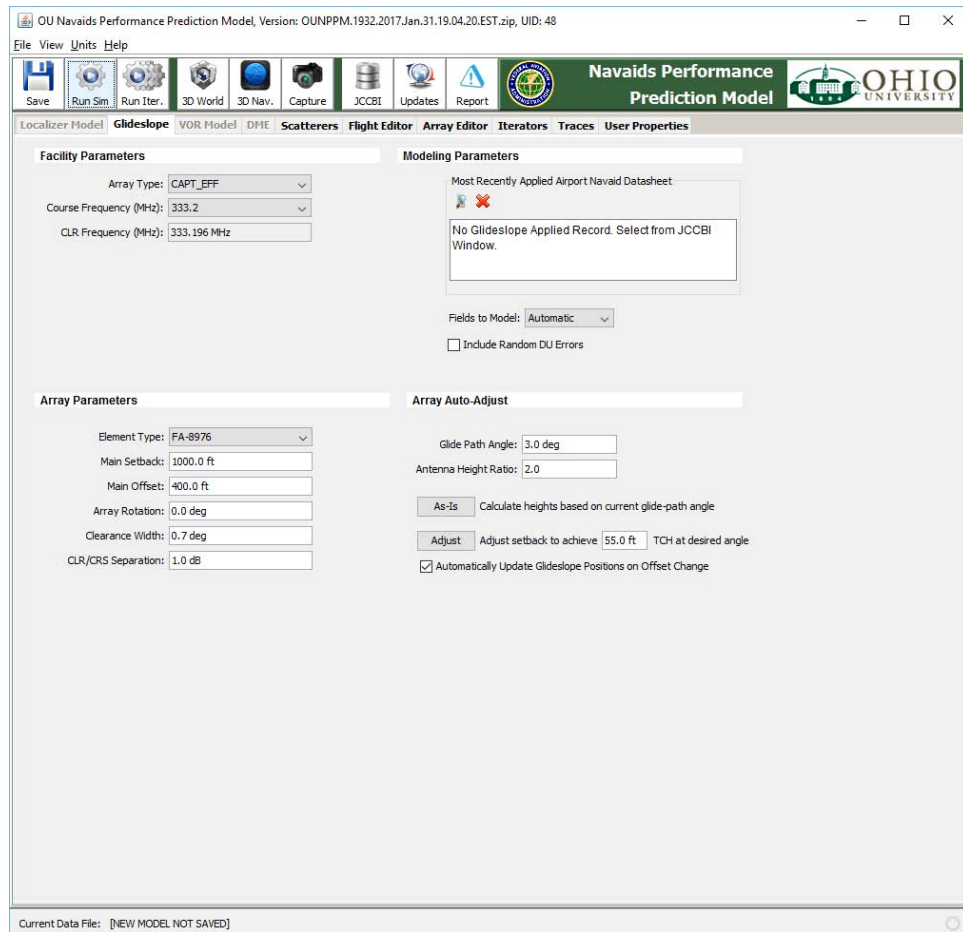 OU Navaids Performance Prediction Model, Version: OUNPPM.1932.2017.Jan.31.19.04.20.EST.zip, UID: 48
File View Units Help
Save Run Sim Run Iter. 3D World 3D Nav. Capture JCCBI Updates Report
FEDERAL AVIATION ADMINISTRATION
Navaids Performance
Prediction Model
1804
OHIO
UNIVERSITY
Localizer Model Glideslope VOR Model DME Scatterers Flight Editor Array Editor Iterators Traces User Properties
Facility Parameters
Array Type: CAPT_EFF
Course Frequency (MHz): 333.2
CLR Frequency (MHz): 333.196 MHz
Modeling Parameters
Most Recently Applied Airport Navaid Datasheet
No Glideslope Applied Record. Select from JCCBI
Window.
Fields to Model: Automatic
Include Random DU Errors
Array Parameters
Element Type: FA-8976
Main Setback: 1000.0 ft
Main Offset: 400.0 ft
Array Rotation: 0.0 deg
Clearance Width: 0.7 deg
CLR/CRS Separation: 1.0 dB
Array Auto-Adjust
Glide Path Angle: 3.0 deg
Antenna Height Ratio: 2.0
As-Is Calculate heights based on current glide-path angle
Adjust Adjust setback to achieve 55.0 ft TCH at desired angle
Automatically Update Glideslope Positions on Offset Change
Current Data File: [NEW MODEL NOT SAVED]